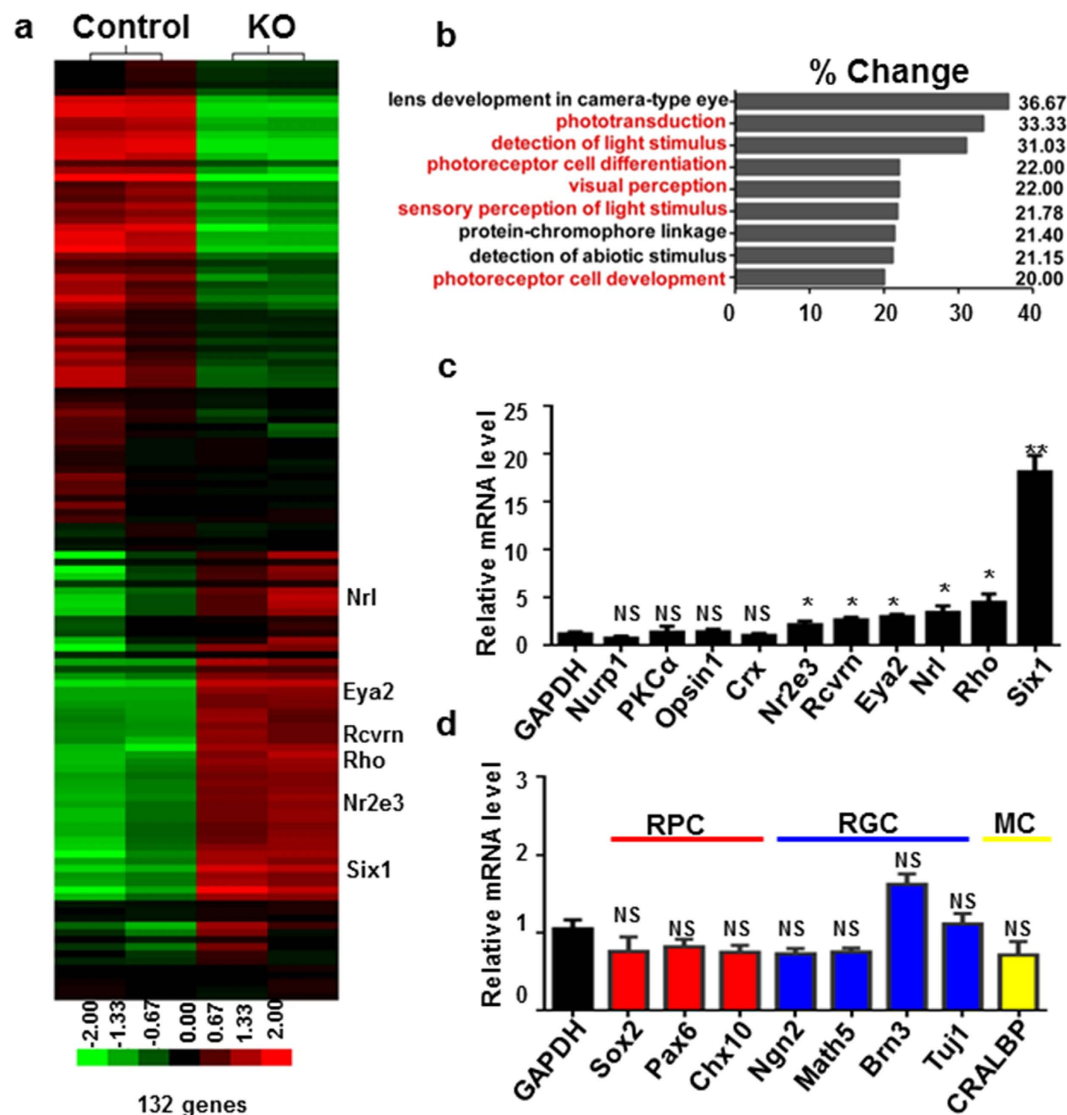 a
Control KO
Nrl
Eya2
Rcvrn
Rho
Nr2e3
Six1
-2.00 -1.33 -0.67 0.00 0.67 1.33 2.00
132 genes
b
% Change
lens development in camera-type eye 36.67
phototransduction 33.33
detection of light stimulus 31.03
photoreceptor cell differentiation 22.00
visual perception 22.00
sensory perception of light stimulus 21.78
protein-chromophore linkage 21.40
detection of abiotic stimulus 21.15
photoreceptor cell development 20.00
0 10 20 30 40
c
Relative mRNA level
25
20
15
10
5
0
NS NS NS NS * * * * * **
GAPDH Nurp1 PKCα Opsin1 Crx Nr2e3 Rcvrn Eya2 Nrl Rho Six1
d
Relative mRNA level
3
2
1
0
RPC RGC MC
NS NS NS NS NS NS NS NS
GAPDH Sox2 Pax6 Chx10 Ngn2 Math5 Brn3 Tuj1 CRALBP